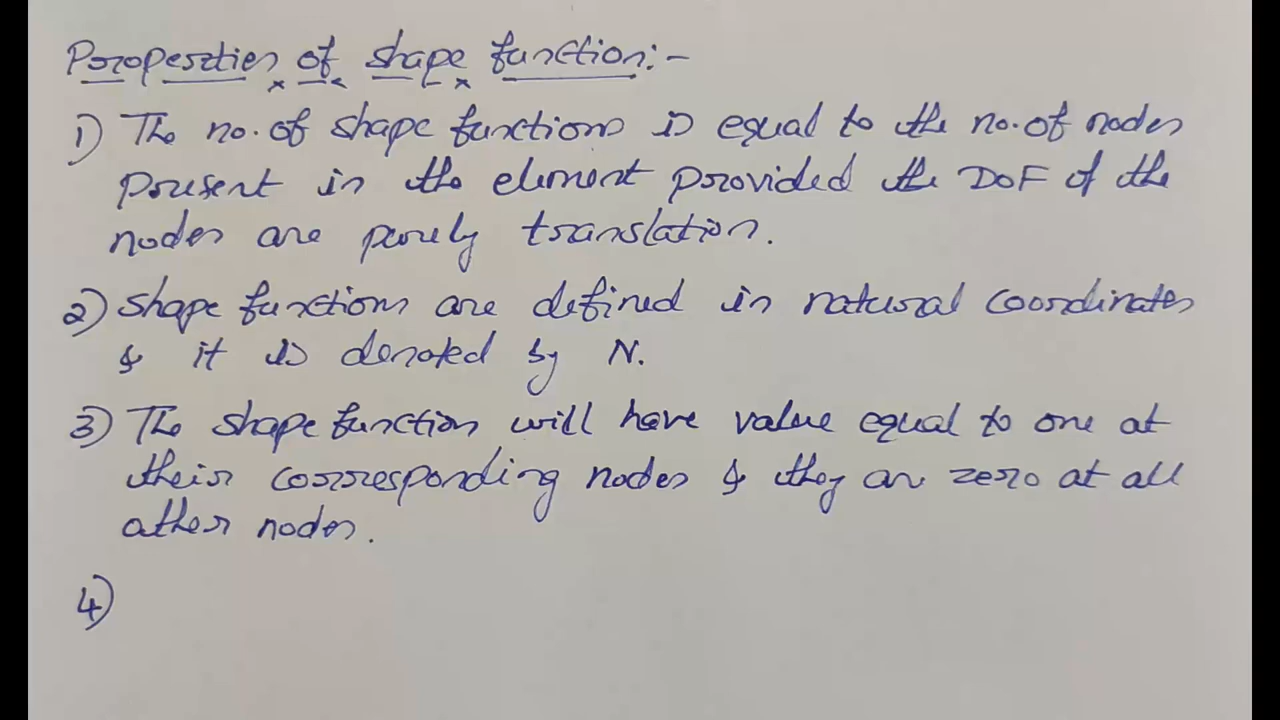 Properties of shape function:-
1) The no. of shape functions is equal to the no. of nodes
present in the element provided the DOF of the
nodes are purely translation.
2) Shape functions are defined in natural coordinates
& it is denoted by N.
3) The shape function will have value equal to one at
their corresponding nodes & they are zero at all
other nodes.
4)